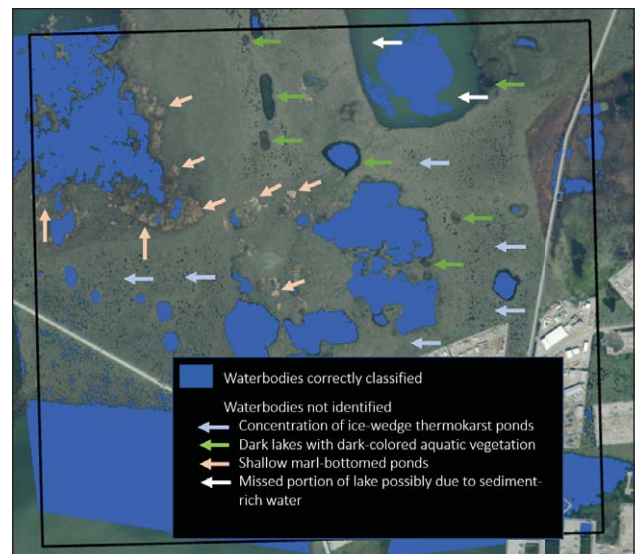 Waterbodies correctly classified
Waterbodies not identified
Concentration of ice-wedge thermokarst ponds
Dark lakes with dark-colored aquatic vegetation
Shallow marl-bottomed ponds
Missed portion of lake possibly due to sediment-
rich water